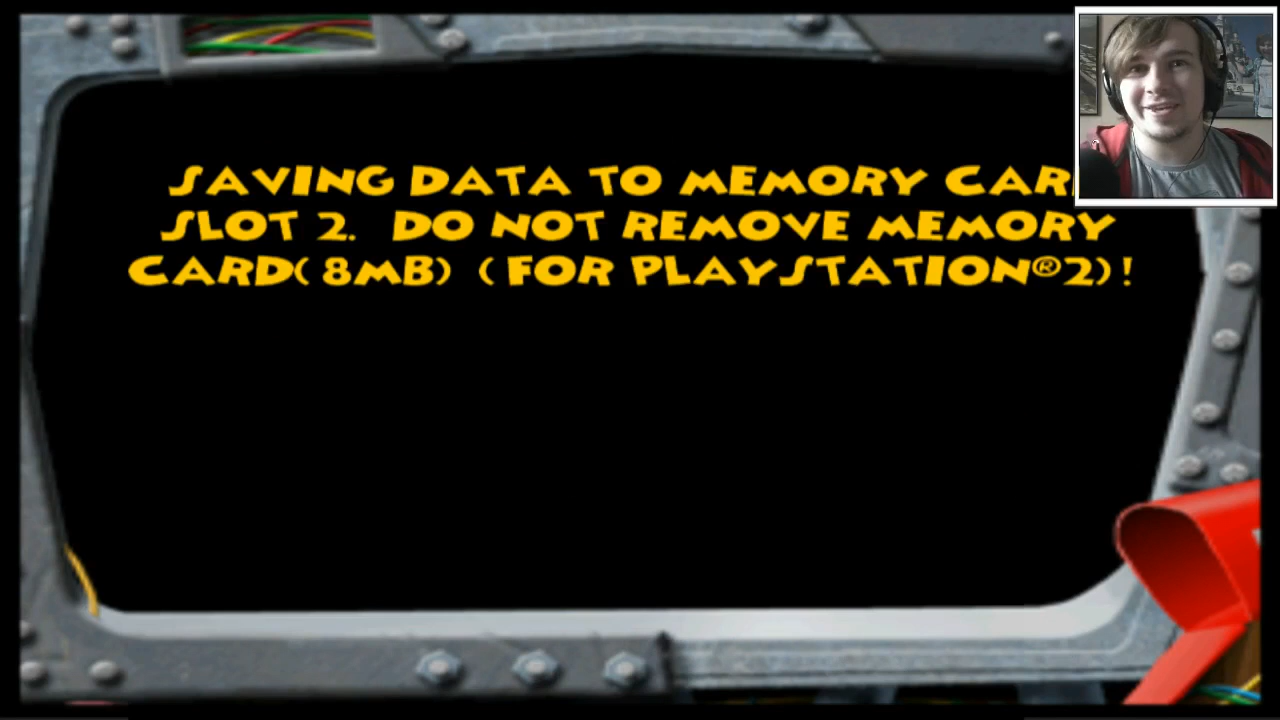 SAVING DATA TO MEMORY CAR
SLOT 2. DO NOT REMOVE MEMORY
CARD(8MB) (FOR PLAYSTATION®2)!